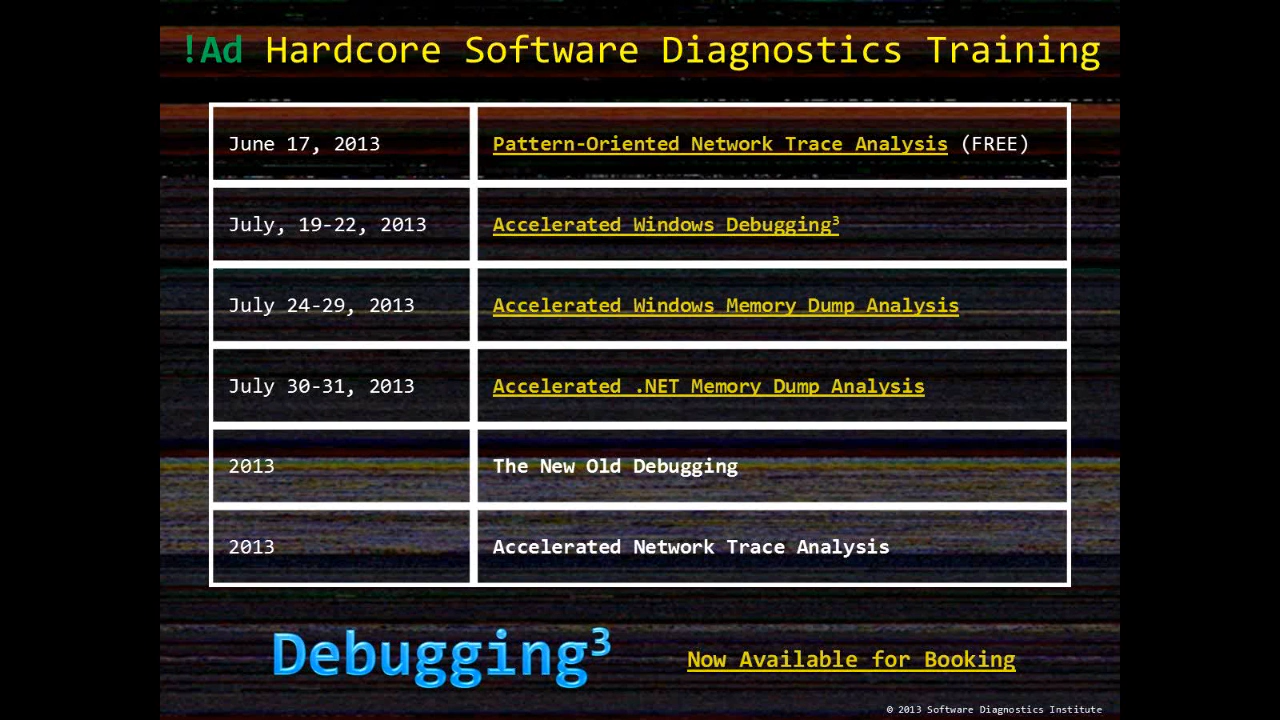 !Ad Hardcore Software Diagnostics Training
June 17, 2013 Pattern-Oriented Network Trace Analysis (FREE)
July, 19-22, 2013 Accelerated Windows Debugging³
July 24-29, 2013 Accelerated Windows Memory Dump Analysis
July 30-31, 2013 Accelerated .NET Memory Dump Analysis
2013 The New Old Debugging
2013 Accelerated Network Trace Analysis
Debugging³ Now Available for Booking
© 2013 Software Diagnostics Institute